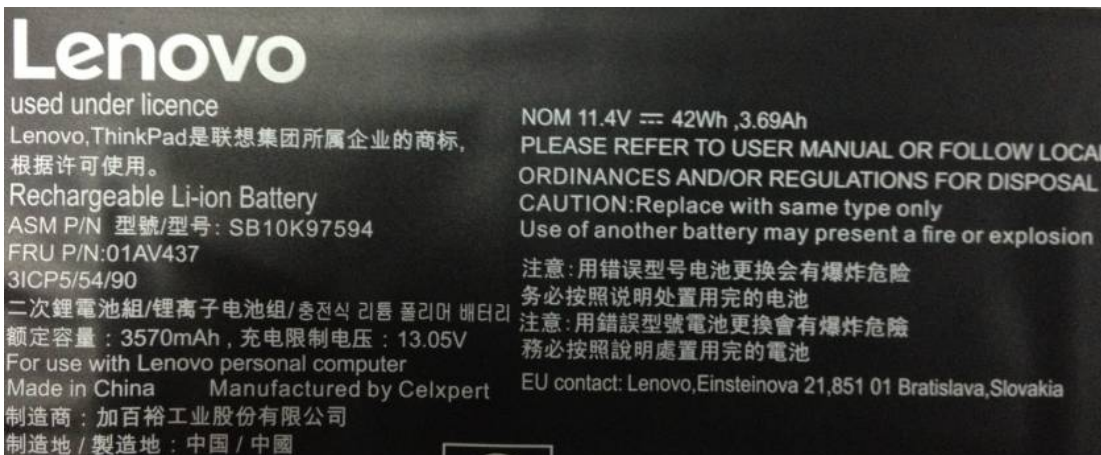 Lenovo
used under licence
Lenovo,ThinkPad是联想集团所属企业的商标,
根据许可使用。
Rechargeable Li-ion Battery
ASM P/N 型號/型号: SB10K97594
FRU P/N:01AV437
3ICP5/54/90
二次鋰電池組/锂离子电池组/충전식 리튬 폴리머 배터리
额定容量：3570mAh , 充电限制电压：13.05V
For use with Lenovo personal computer
Made in China Manufactured by Celxpert
制造商：加百裕工业股份有限公司
制造地 / 製造地：中国 / 中國
NOM 11.4V ⎓ 42Wh ,3.69Ah
PLEASE REFER TO USER MANUAL OR FOLLOW LOCAL
ORDINANCES AND/OR REGULATIONS FOR DISPOSAL
CAUTION:Replace with same type only
Use of another battery may present a fire or explosion
注意:用错误型号电池更换会有爆炸危险
务必按照说明处置用完的电池
注意:用錯誤型號電池更換會有爆炸危險
務必按照說明處置用完的電池
EU contact: Lenovo,Einsteinova 21,851 01 Bratislava,Slovakia